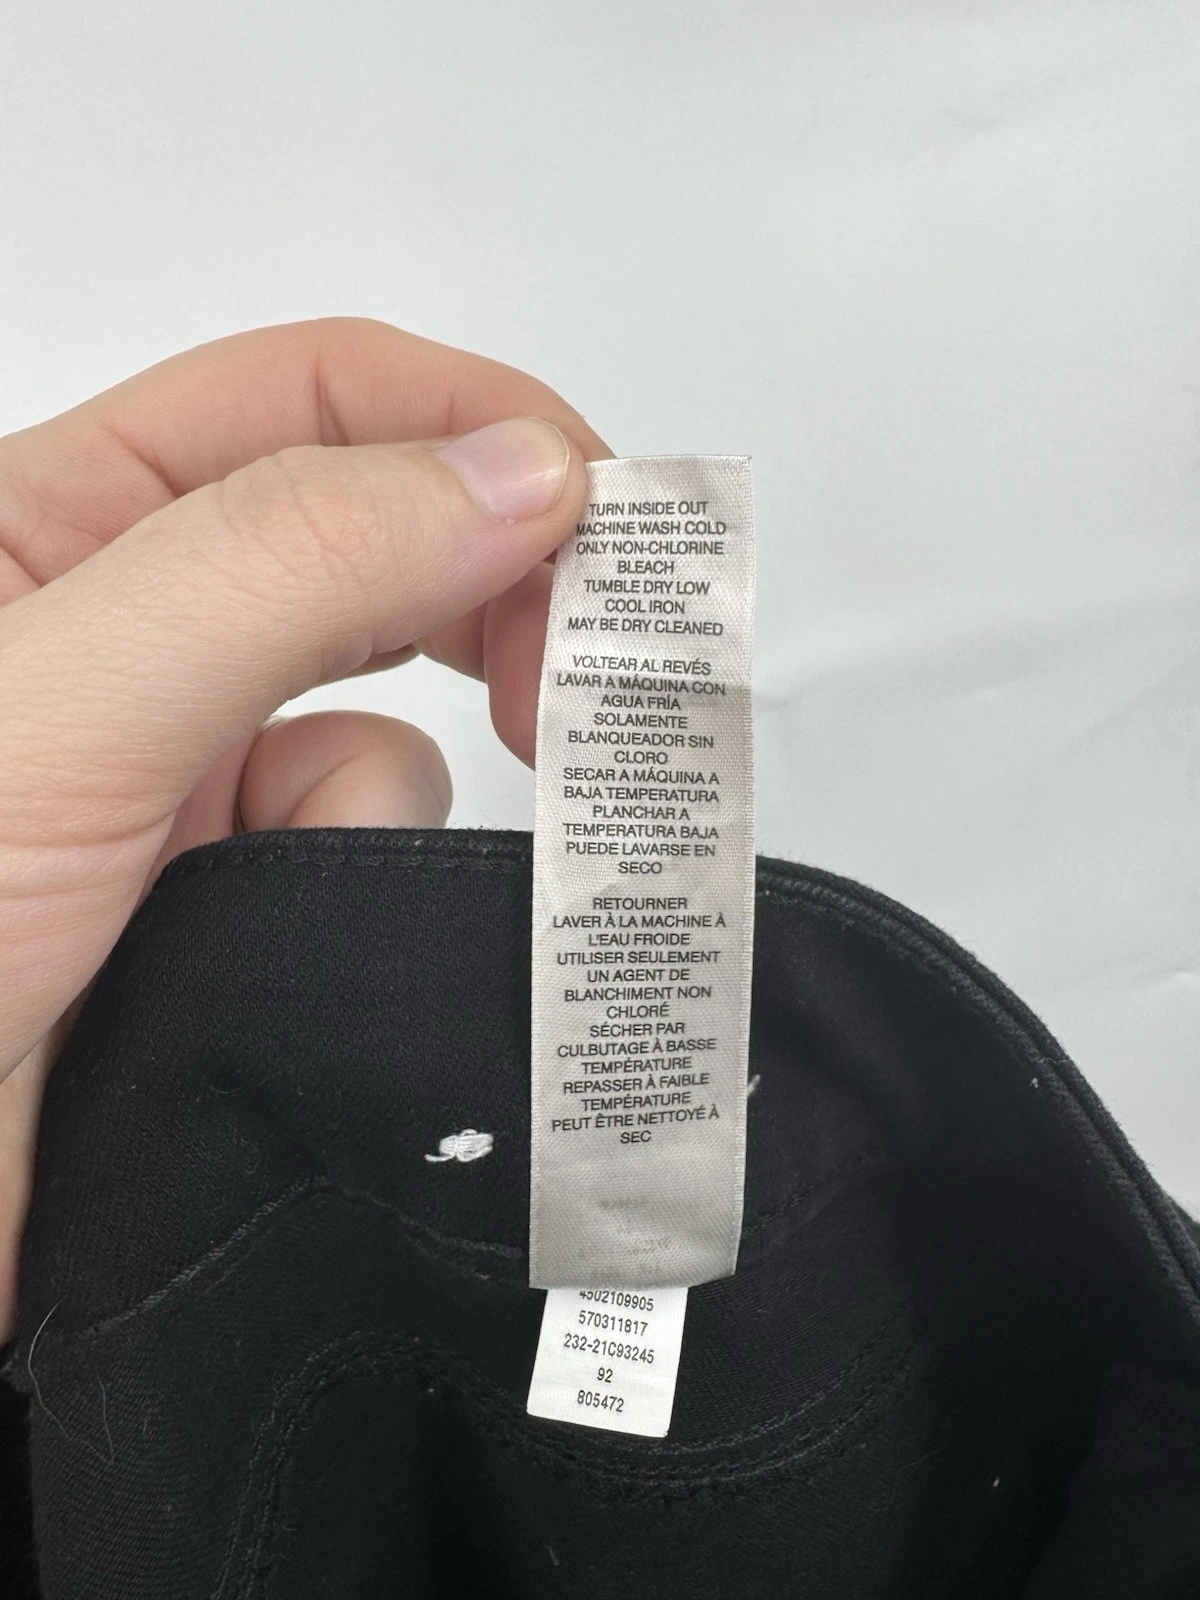 TURN INSIDE OUT
MACHINE WASH COLD
ONLY NON-CHLORINE
BLEACH
TUMBLE DRY LOW
COOL IRON
MAY BE DRY CLEANED
VOLTEAR AL REVÉS
LAVAR A MÁQUINA CON
AGUA FRÍA
SOLAMENTE
BLANQUEADOR SIN
CLORO
SECAR A MÁQUINA A
BAJA TEMPERATURA
PLANCHAR A
TEMPERATURA BAJA
PUEDE LAVARSE EN
SECO
RETOURNER
LAVER À LA MACHINE À
L'EAU FROIDE
UTILISER SEULEMENT
UN AGENT DE
BLANCHIMENT NON
CHLORÉ
SÉCHER PAR
CULBUTAGE À BASSE
TEMPÉRATURE
REPASSER À FAIBLE
TEMPÉRATURE
PEUT ÊTRE NETTOYÉ À
SEC
4502109905
570311817
232-21C93245
92
805472